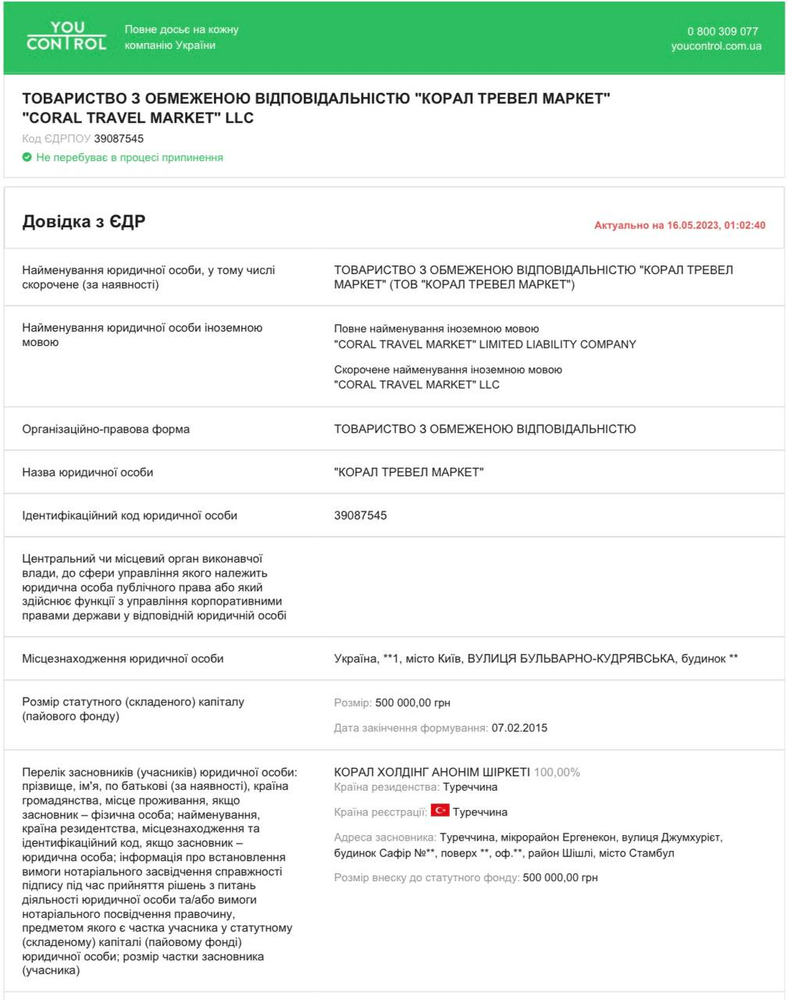 YOU
CONTROL
Повне досьє на кожну
компанію України
0 800 309 077
youcontrol.com.ua
ТОВАРИСТВО З ОБМЕЖЕНОЮ ВІДПОВІДАЛЬНІСТЮ "КОРАЛ ТРЕВЕЛ МАРКЕТ"
"CORAL TRAVEL MARKET" LLC
Код ЄДРПОУ 39087545
Не перебуває в процесі припинення
Довідка з ЄДР
Актуально на 16.05.2023, 01:02:40
Найменування юридичної особи, у тому числі
скорочене (за наявності)
ТОВАРИСТВО З ОБМЕЖЕНОЮ ВІДПОВІДАЛЬНІСТЮ "КОРАЛ ТРЕВЕЛ
МАРКЕТ" (ТОВ "КОРАЛ ТРЕВЕЛ МАРКЕТ")
Найменування юридичної особи іноземною
мовою
Повне найменування іноземною мовою
"CORAL TRAVEL MARKET" LIMITED LIABILITY COMPANY
Скорочене найменування іноземною мовою
"CORAL TRAVEL MARKET" LLC
Організаційно-правова форма
ТОВАРИСТВО З ОБМЕЖЕНОЮ ВІДПОВІДАЛЬНІСТЮ
Назва юридичної особи
"КОРАЛ ТРЕВЕЛ МАРКЕТ"
Ідентифікаційний код юридичної особи
39087545
Центральний чи місцевий орган виконавчої
влади, до сфери управління якого належить
юридична особа публічного права або який
здійснює функції з управління корпоративними
правами держави у відповідній юридичній особі
Місцезнаходження юридичної особи
Україна, **1, місто Київ, ВУЛИЦЯ БУЛЬВАРНО-КУДРЯВСЬКА, будинок **
Розмір статутного (складеного) капіталу
(пайового фонду)
Розмір: 500 000,00 грн
Дата закінчення формування: 07.02.2015
Перелік засновників (учасників) юридичної особи:
прізвище, ім'я, по батькові (за наявності), країна
громадянства, місце проживання, якщо
засновник – фізична особа; найменування,
країна резидентства, місцезнаходження та
ідентифікаційний код, якщо засновник –
юридична особа; інформація про встановлення
вимоги нотаріального засвідчення справжності
підпису під час прийняття рішень з питань
діяльності юридичної особи та/або вимоги
нотаріального посвідчення правочину,
предметом якого є частка учасника у статутному
(складеному) капіталі (пайовому фонді)
юридичної особи; розмір частки засновника
(учасника)
КОРАЛ ХОЛДІНГ АНОНІМ ШІРКЕТІ 100,00%
Країна резиденства: Туреччина
Країна реєстрації: Туреччина
Адреса засновника: Туреччина, мікрорайон Ергенекон, вулиця Джумхурієт,
будинок Сафір №**, поверх **, оф.**, район Шішлі, місто Стамбул
Розмір внеску до статутного фонду: 500 000,00 грн